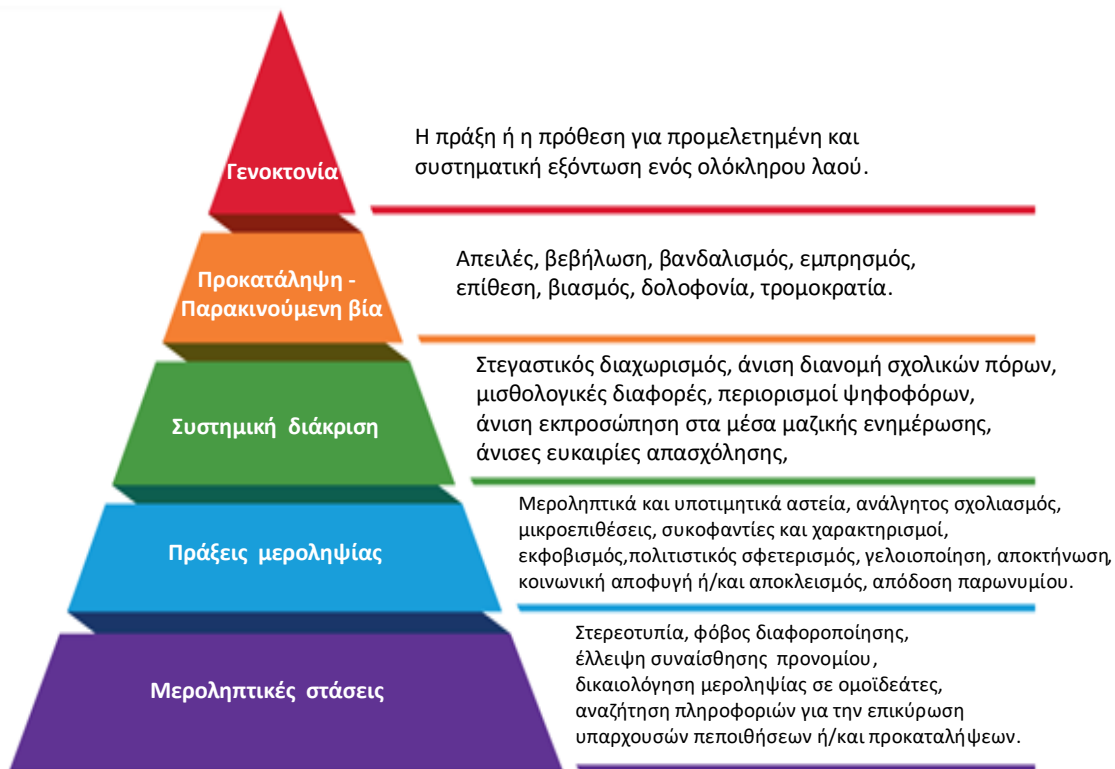 Γενοκτονία
Η πράξη ή η πρόθεση για προμελετημένη και
συστηματική εξόντωση ενός ολόκληρου λαού.
Προκατάληψη -
Παρακινούμενη βία
Απειλές, βεβήλωση, βανδαλισμός, εμπρησμός,
επίθεση, βιασμός, δολοφονία, τρομοκρατία.
Συστημική διάκριση
Στεγαστικός διαχωρισμός, άνιση διανομή σχολικών πόρων,
μισθολογικές διαφορές, περιορισμοί ψηφοφόρων,
άνιση εκπροσώπηση στα μέσα μαζικής ενημέρωσης,
άνισες ευκαιρίες απασχόλησης,
Πράξεις μεροληψίας
Μεροληπτικά και υποτιμητικά αστεία, ανάλγητος σχολιασμός,
μικροεπιθέσεις, συκοφαντίες και χαρακτηρισμοί,
εκφοβισμός,πολιτιστικός σφετερισμός, γελοιοποίηση, αποκτήνωση,
κοινωνική αποφυγή ή/και αποκλεισμός, απόδοση παρωνυμίου.
Μεροληπτικές στάσεις
Στερεοτυπία, φόβος διαφοροποίησης,
έλλειψη συναίσθησης προνομίου,
δικαιολόγηση μεροληψίας σε ομοϊδεάτες,
αναζήτηση πληροφοριών για την επικύρωση
υπαρχουσών πεποιθήσεων ή/και προκαταλήψεων.